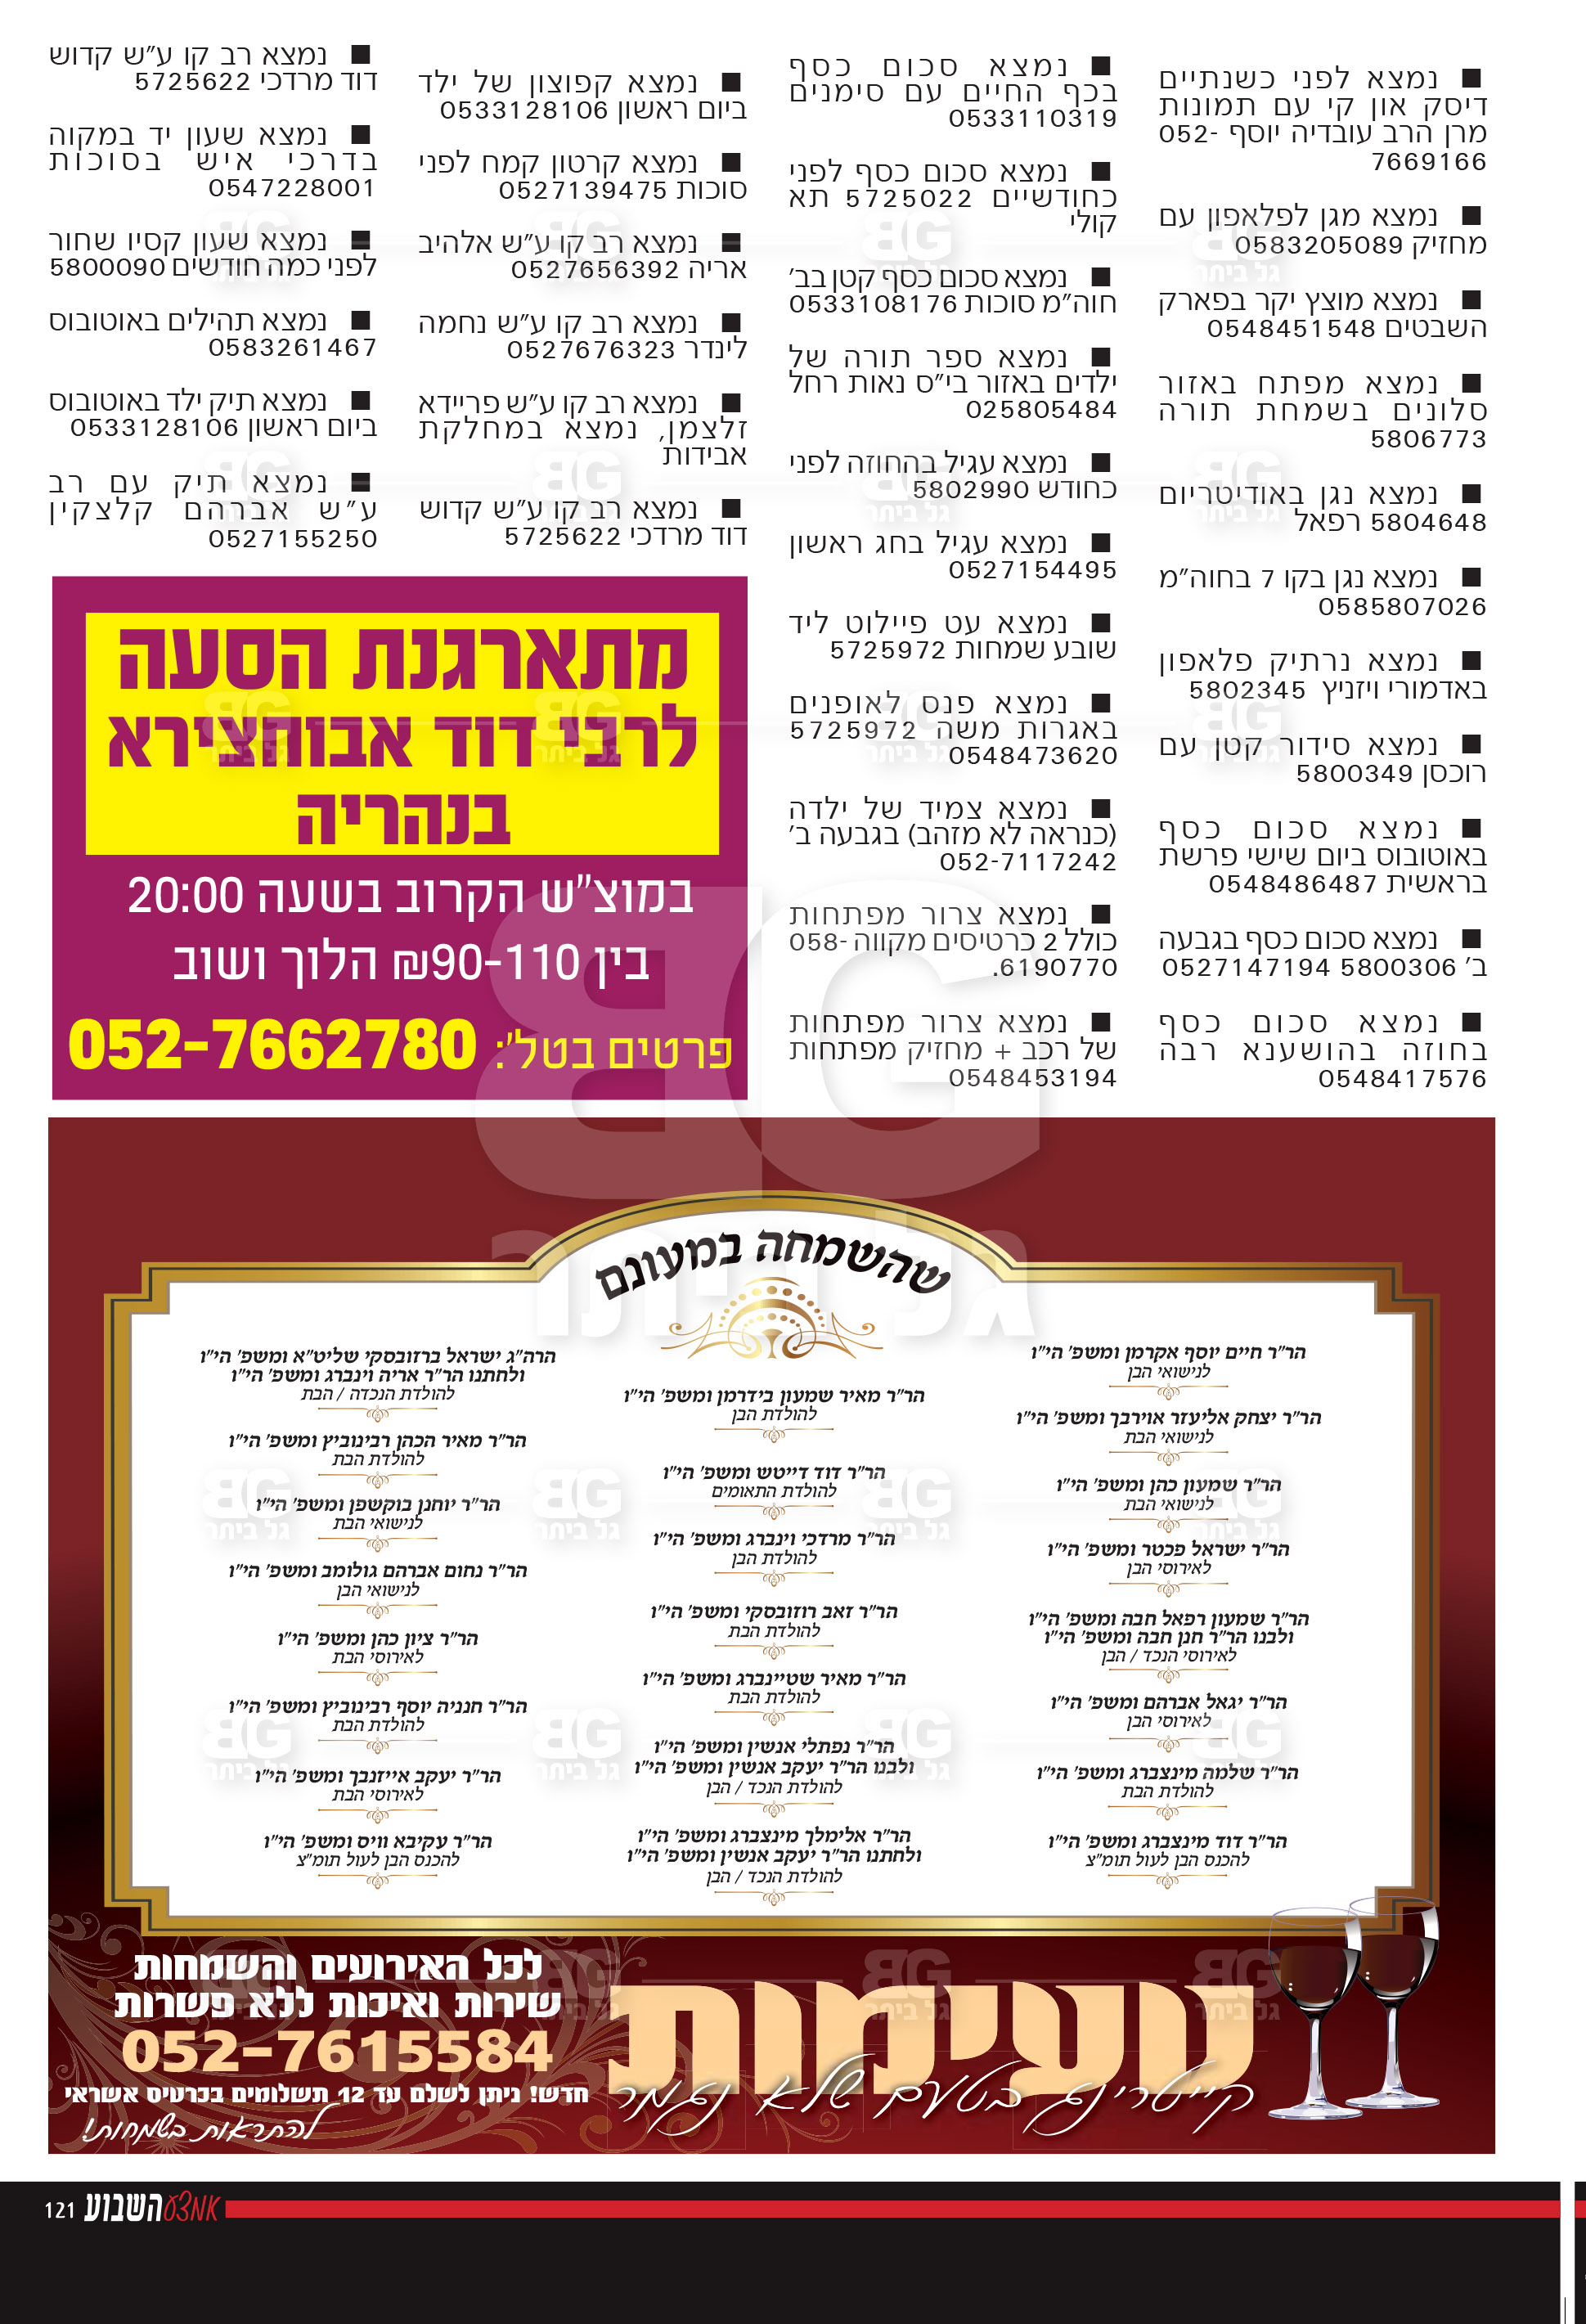 ■ נמצא לפני כשנתיים
דיסק און קי עם תמונות
מרן הרב עובדיה יוסף 052-
7669166
■ נמצא מגן לפלאפון עם
מחזיק 0583205089
■ נמצא מוצץ יקר בפארק
השבטים 0548451548
■ נמצא מפתח באזור
סלונים בשמחת תורה
5806773
■ נמצא נגן באודיטריום
5804648 רפאל
■ נמצא נגן בקו 7 בחוה״מ
0585807026
■ נמצא נרתיק פלאפון
באדמורי ויזניץ 5802345
■ נמצא סידור קטן עם
רוכסן 5800349
■ נמצא סכום כסף
באוטובוס ביום שישי פרשת
בראשית 0548486487
■ נמצא סכום כסף בגבעה
ב׳ 5800306 0527147194
■ נמצא סכום כסף
בחוזה בהושענא רבה
0548417576
■ נמצא סכום כסף
בכף החיים עם סימנים
0533110319
■ נמצא סכום כסף לפני
כחודשיים 5725022 תא
קולי
■ נמצא סכום כסף קטן בב׳
חוה״מ סוכות 0533108176
■ נמצא ספר תורה של
ילדים באזור בי״ס נאות רחל
025805484
■ נמצא עגיל בהחוזה לפני
כחודש 5802990
■ נמצא עגיל בחג ראשון
0527154495
■ נמצא עט פיילוט ליד
שובע שמחות 5725972
■ נמצא פנס לאופנים
באגרות משה 5725972
0548473620
■ נמצא צמיד של ילדה
(כנראה לא מזהב) בגבעה ב׳
052-7117242
■ נמצא צרור מפתחות
כולל 2 כרטיסים מקווה 058-
6190770.
■ נמצא צרור מפתחות
של רכב + מחזיק מפתחות
0548453194
■ נמצא קפוצון של ילד
ביום ראשון 0533128106
■ נמצא קרטון קמח לפני
סוכות 0527139475
■ נמצא רב קו ע״ש אלהיב
אריה 0527656392
■ נמצא רב קו ע״ש נחמה
לינדר 0527676323
■ נמצא רב קו ע״ש פריידא
זלצמן, נמצא במחלקת
אבידות
■ נמצא רב קו ע״ש קדוש
דוד מרדכי 5725622
■ נמצא רב קו ע״ש קדוש
דוד מרדכי 5725622
■ נמצא שעון יד במקוה
בדרכי איש בסוכות
0547228001
■ נמצא שעון קסיו שחור
לפני כמה חודשים 5800090
■ נמצא תהילים באוטובוס
0583261467
■ נמצא תיק ילד באוטובוס
ביום ראשון 0533128106
■ נמצא תיק עם רב
ע״ש אברהם קלצקין
0527155250
מתארגנת הסעה
לרבי דוד אבוחצירא
בנהריה
במוצ״ש הקרוב בשעה 20:00
בין 90-110₪ הלוך ושוב
פרטים בטל׳: 052-7662780
BG
גל ביתר
שהשמחה במעונם
הר״ר חיים יוסף אקרמן ומשפ׳ הי״ו
לנישואי הבן
הר״ר יצחק אליעזר אוירבך ומשפ׳ הי״ו
לנישואי הבת
הר״ר שמעון כהן ומשפ׳ הי״ו
לנישואי הבת
הר״ר ישראל פכטר ומשפ׳ הי״ו
לאירוסי הבן
הר״ר שמעון רפאל חבה ומשפ׳ הי״ו
ולבנו הר״ר חנן חבה ומשפ׳ הי״ו
לאירוסי הנכד / הבן
הר״ר יגאל אברהם ומשפ׳ הי״ו
לאירוסי הבן
הר״ר שלמה מינצברג ומשפ׳ הי״ו
להולדת הבת
הר״ר דוד מינצברג ומשפ׳ הי״ו
להכנס הבן לעול תומ״צ
הר״ר מאיר שמעון בידרמן ומשפ׳ הי״ו
להולדת הבן
הר״ר דוד דייטש ומשפ׳ הי״ו
להולדת התאומים
הר״ר מרדכי וינברג ומשפ׳ הי״ו
להולדת הבן
הר״ר זאב רוזובסקי ומשפ׳ הי״ו
להולדת הבת
הר״ר מאיר שטיינברג ומשפ׳ הי״ו
להולדת הבת
הר״ר נפתלי אנשין ומשפ׳ הי״ו
ולבנו הר״ר יעקב אנשין ומשפ׳ הי״ו
להולדת הנכד / הבן
הר״ר אלימלך מינצברג ומשפ׳ הי״ו
ולחתנו הר״ר יעקב אנשין ומשפ׳ הי״ו
להולדת הנכד / הבן
הרה״ג ישראל ברזובסקי שליט״א ומשפ׳ הי״ו
ולחתנו הר״ר אריה וינברג ומשפ׳ הי״ו
להולדת הנכדה / הבת
הר״ר מאיר הכהן רבינוביץ ומשפ׳ הי״ו
להולדת הבת
הר״ר יוחנן בוקשפן ומשפ׳ הי״ו
לנישואי הבת
הר״ר נחום אברהם גולומב ומשפ׳ הי״ו
לנישואי הבן
הר״ר ציון כהן ומשפ׳ הי״ו
לאירוסי הבת
הר״ר חנניה יוסף רבינוביץ ומשפ׳ הי״ו
להולדת הבת
הר״ר יעקב אייזנבך ומשפ׳ הי״ו
לאירוסי הבת
הר״ר עקיבא וויס ומשפ׳ הי״ו
להכנס הבן לעול תומ״צ
נועימות
קייטרינג בטעם שלא נגמר
לכל האירועים והשמחות
שירות ואיכות ללא פשרות
052-7615584
חדש! ניתן לשלם עד 12 תשלומים בכרטיס אשראי
להתראות בשמחות!
אמצע השבוע 121